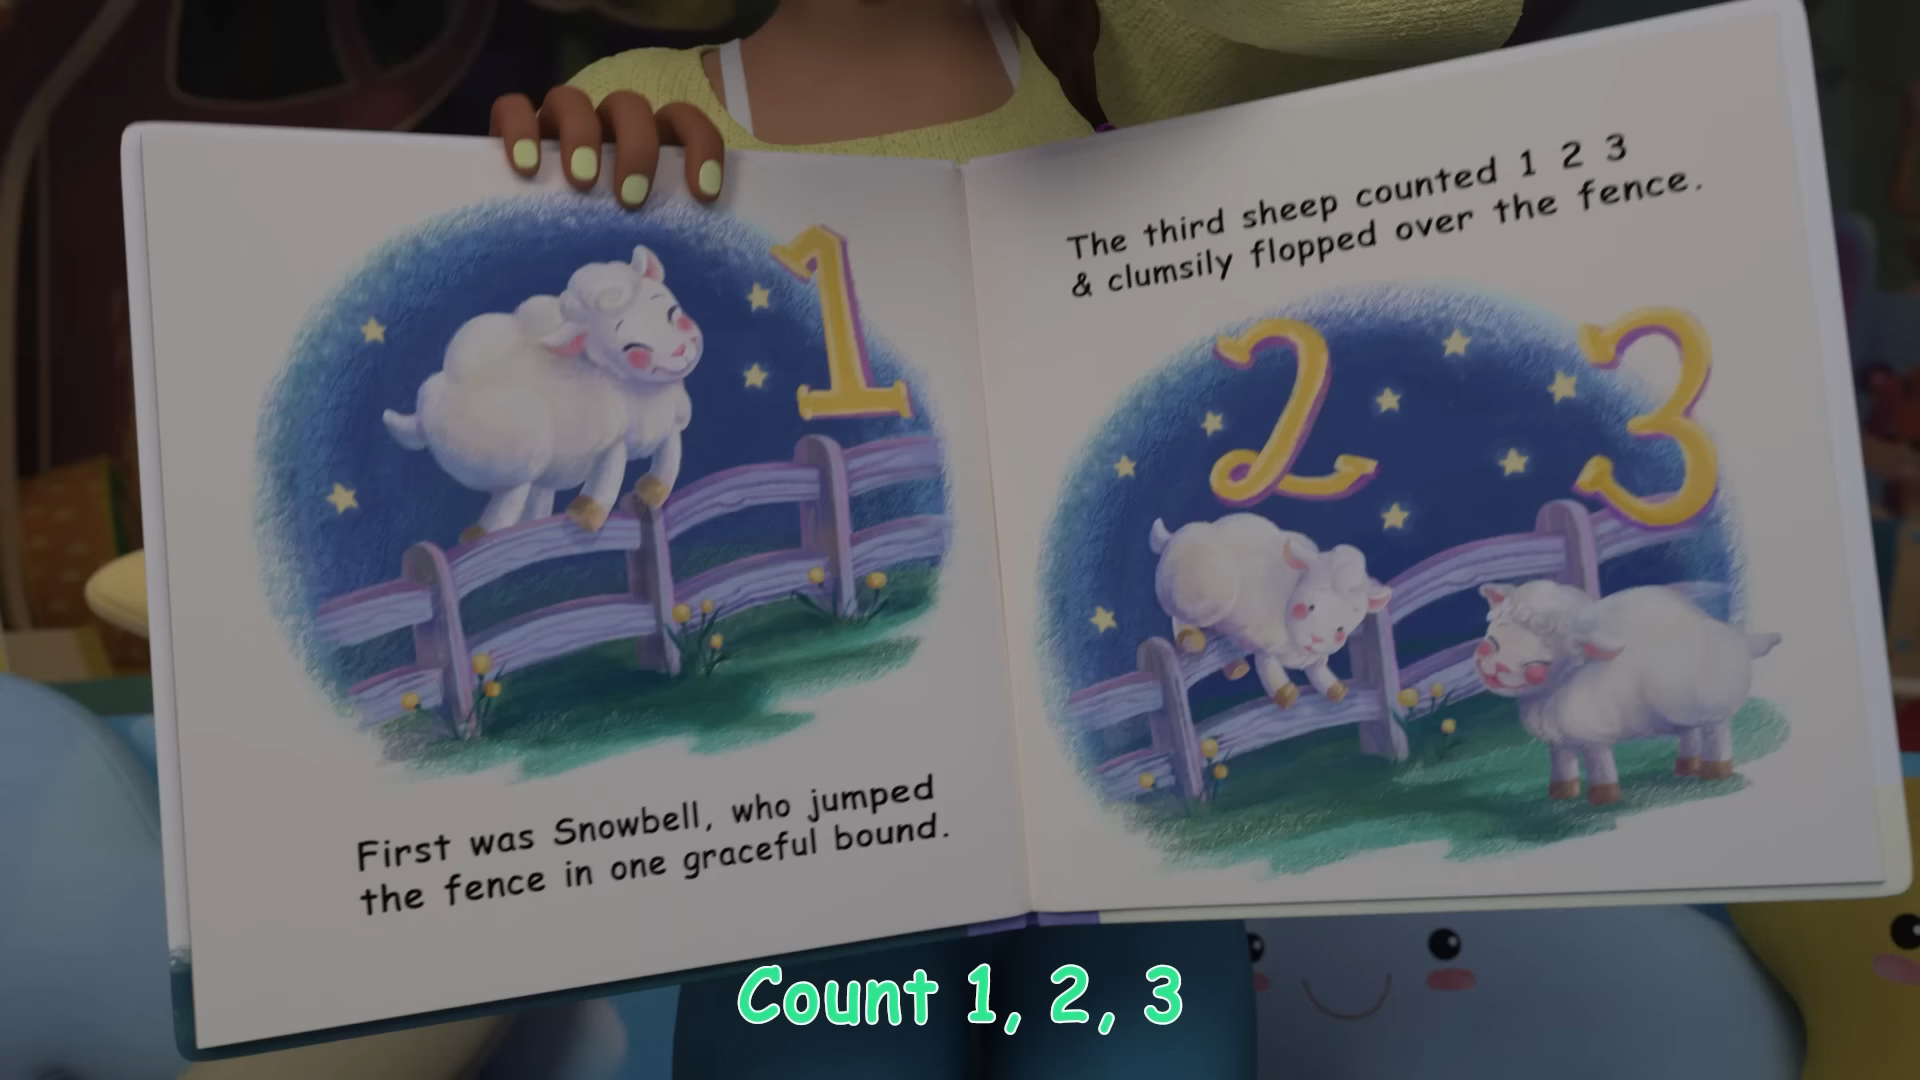 1
First was Snowbell, who jumped
the fence in one graceful bound.
The third sheep counted 1 2 3
& clumsily flopped over the fence.
2 3
Count 1, 2, 3